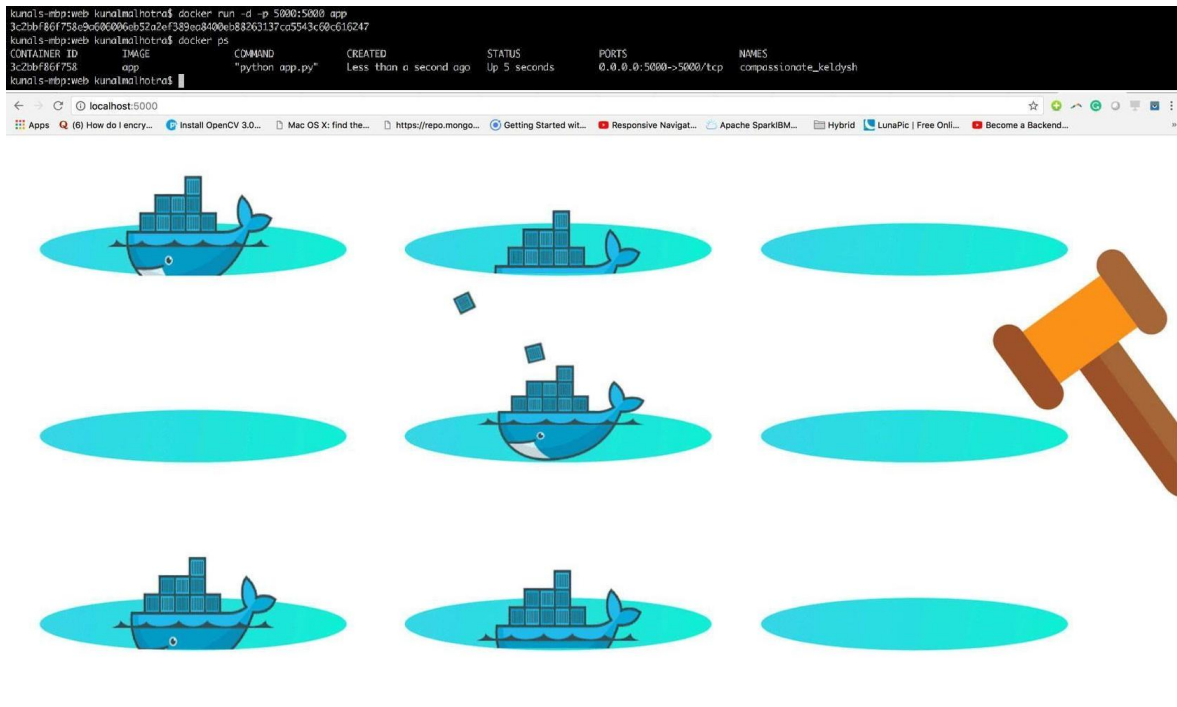 kunals-mbp:web kunalmalhotra$ docker run -d -p 5000:5000 app
3c2bbf86f758e9a606006eb52a2ef389ea8400eb88263137ca5543c60c616247
kunals-mbp:web kunalmalhotra$ docker ps
CONTAINER ID IMAGE COMMAND CREATED STATUS PORTS NAMES
3c2bbf86f758 app "python app.py" Less than a second ago Up 5 seconds 0.0.0.0:5000->5000/tcp compassionate_keldysh
kunals-mbp:web kunalmalhotra$
localhost:5000
Apps (6) How do I encry... Install OpenCV 3.0... Mac OS X: find the... https://repo.mongo... Getting Started wit... Responsive Navigat... Apache SparkIBM... Hybrid LunaPic | Free Onli... Become a Backend... »